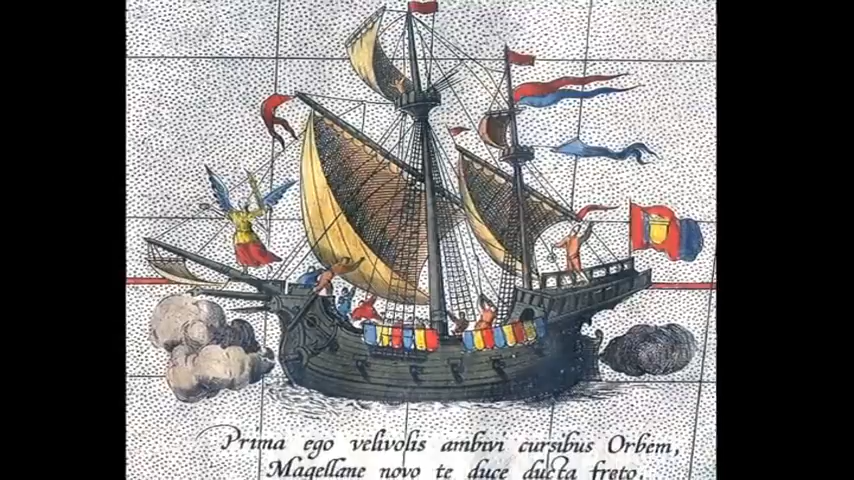 Prima ego velivolis ambivi cursibus Orbem,
Magellane novo te duce ducta freto,